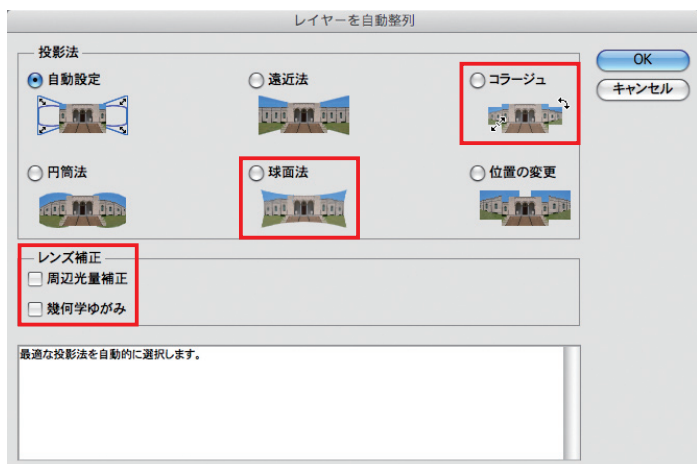 レイヤーを自動整列
投影法
自動設定
遠近法
コラージュ
円筒法
球面法
位置の変更
レンズ補正
周辺光量補正
幾何学ゆがみ
最適な投影法を自動的に選択します。
OK
キャンセル